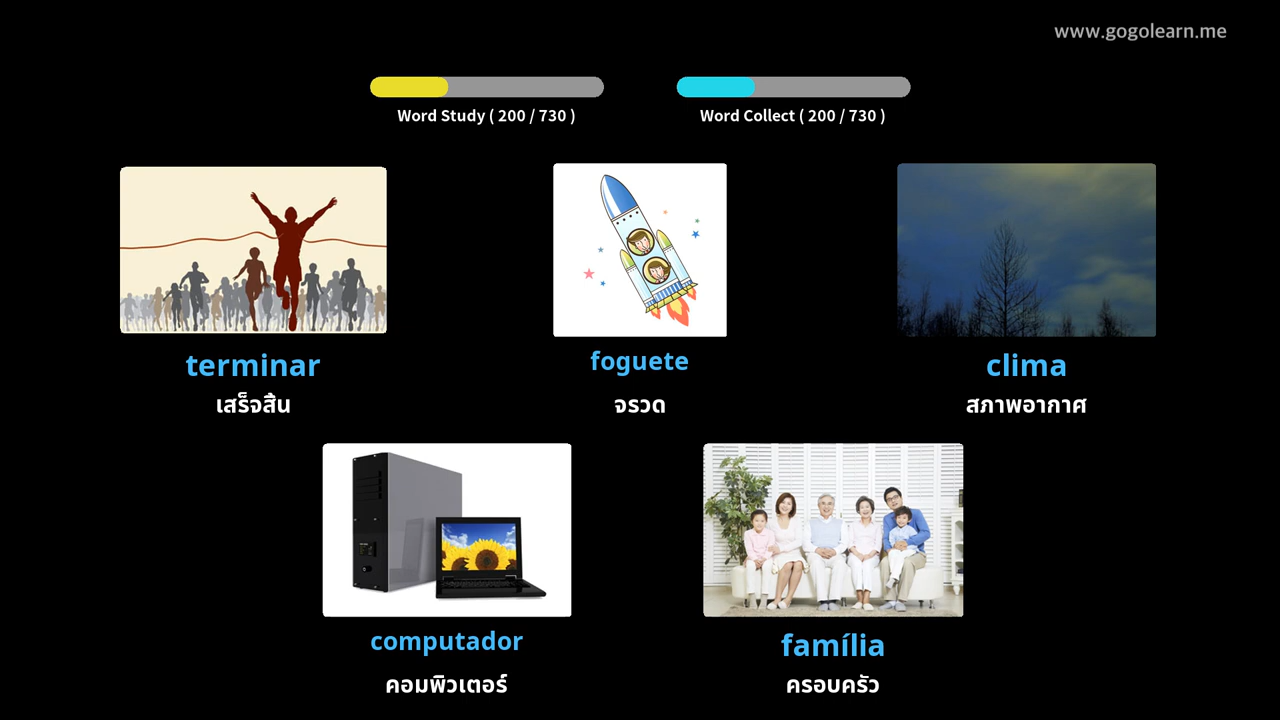 www.gogolearn.me
Word Study ( 200 / 730 )
Word Collect ( 200 / 730 )
terminar
เสร็จสิ้น
foguete
จรวด
clima
สภาพอากาศ
computador
คอมพิวเตอร์
família
ครอบครัว